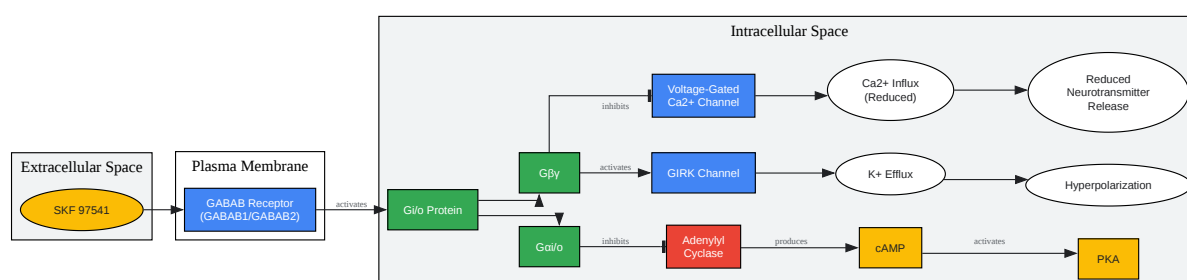 Intracellular Space
Voltage-Gated
Ca2+ Channel
Ca2+ Influx
(Reduced)
Reduced
Neurotransmitter
Release
inhibits
Extracellular Space
Plasma Membrane
SKF 97541
GABAB Receptor
(GABAB1/GABAB2)
activates
Gi/o Protein
Gβγ
activates
GIRK Channel
K+ Efflux
Hyperpolarization
Gαi/o
inhibits
Adenylyl
Cyclase
produces
cAMP
activates
PKA